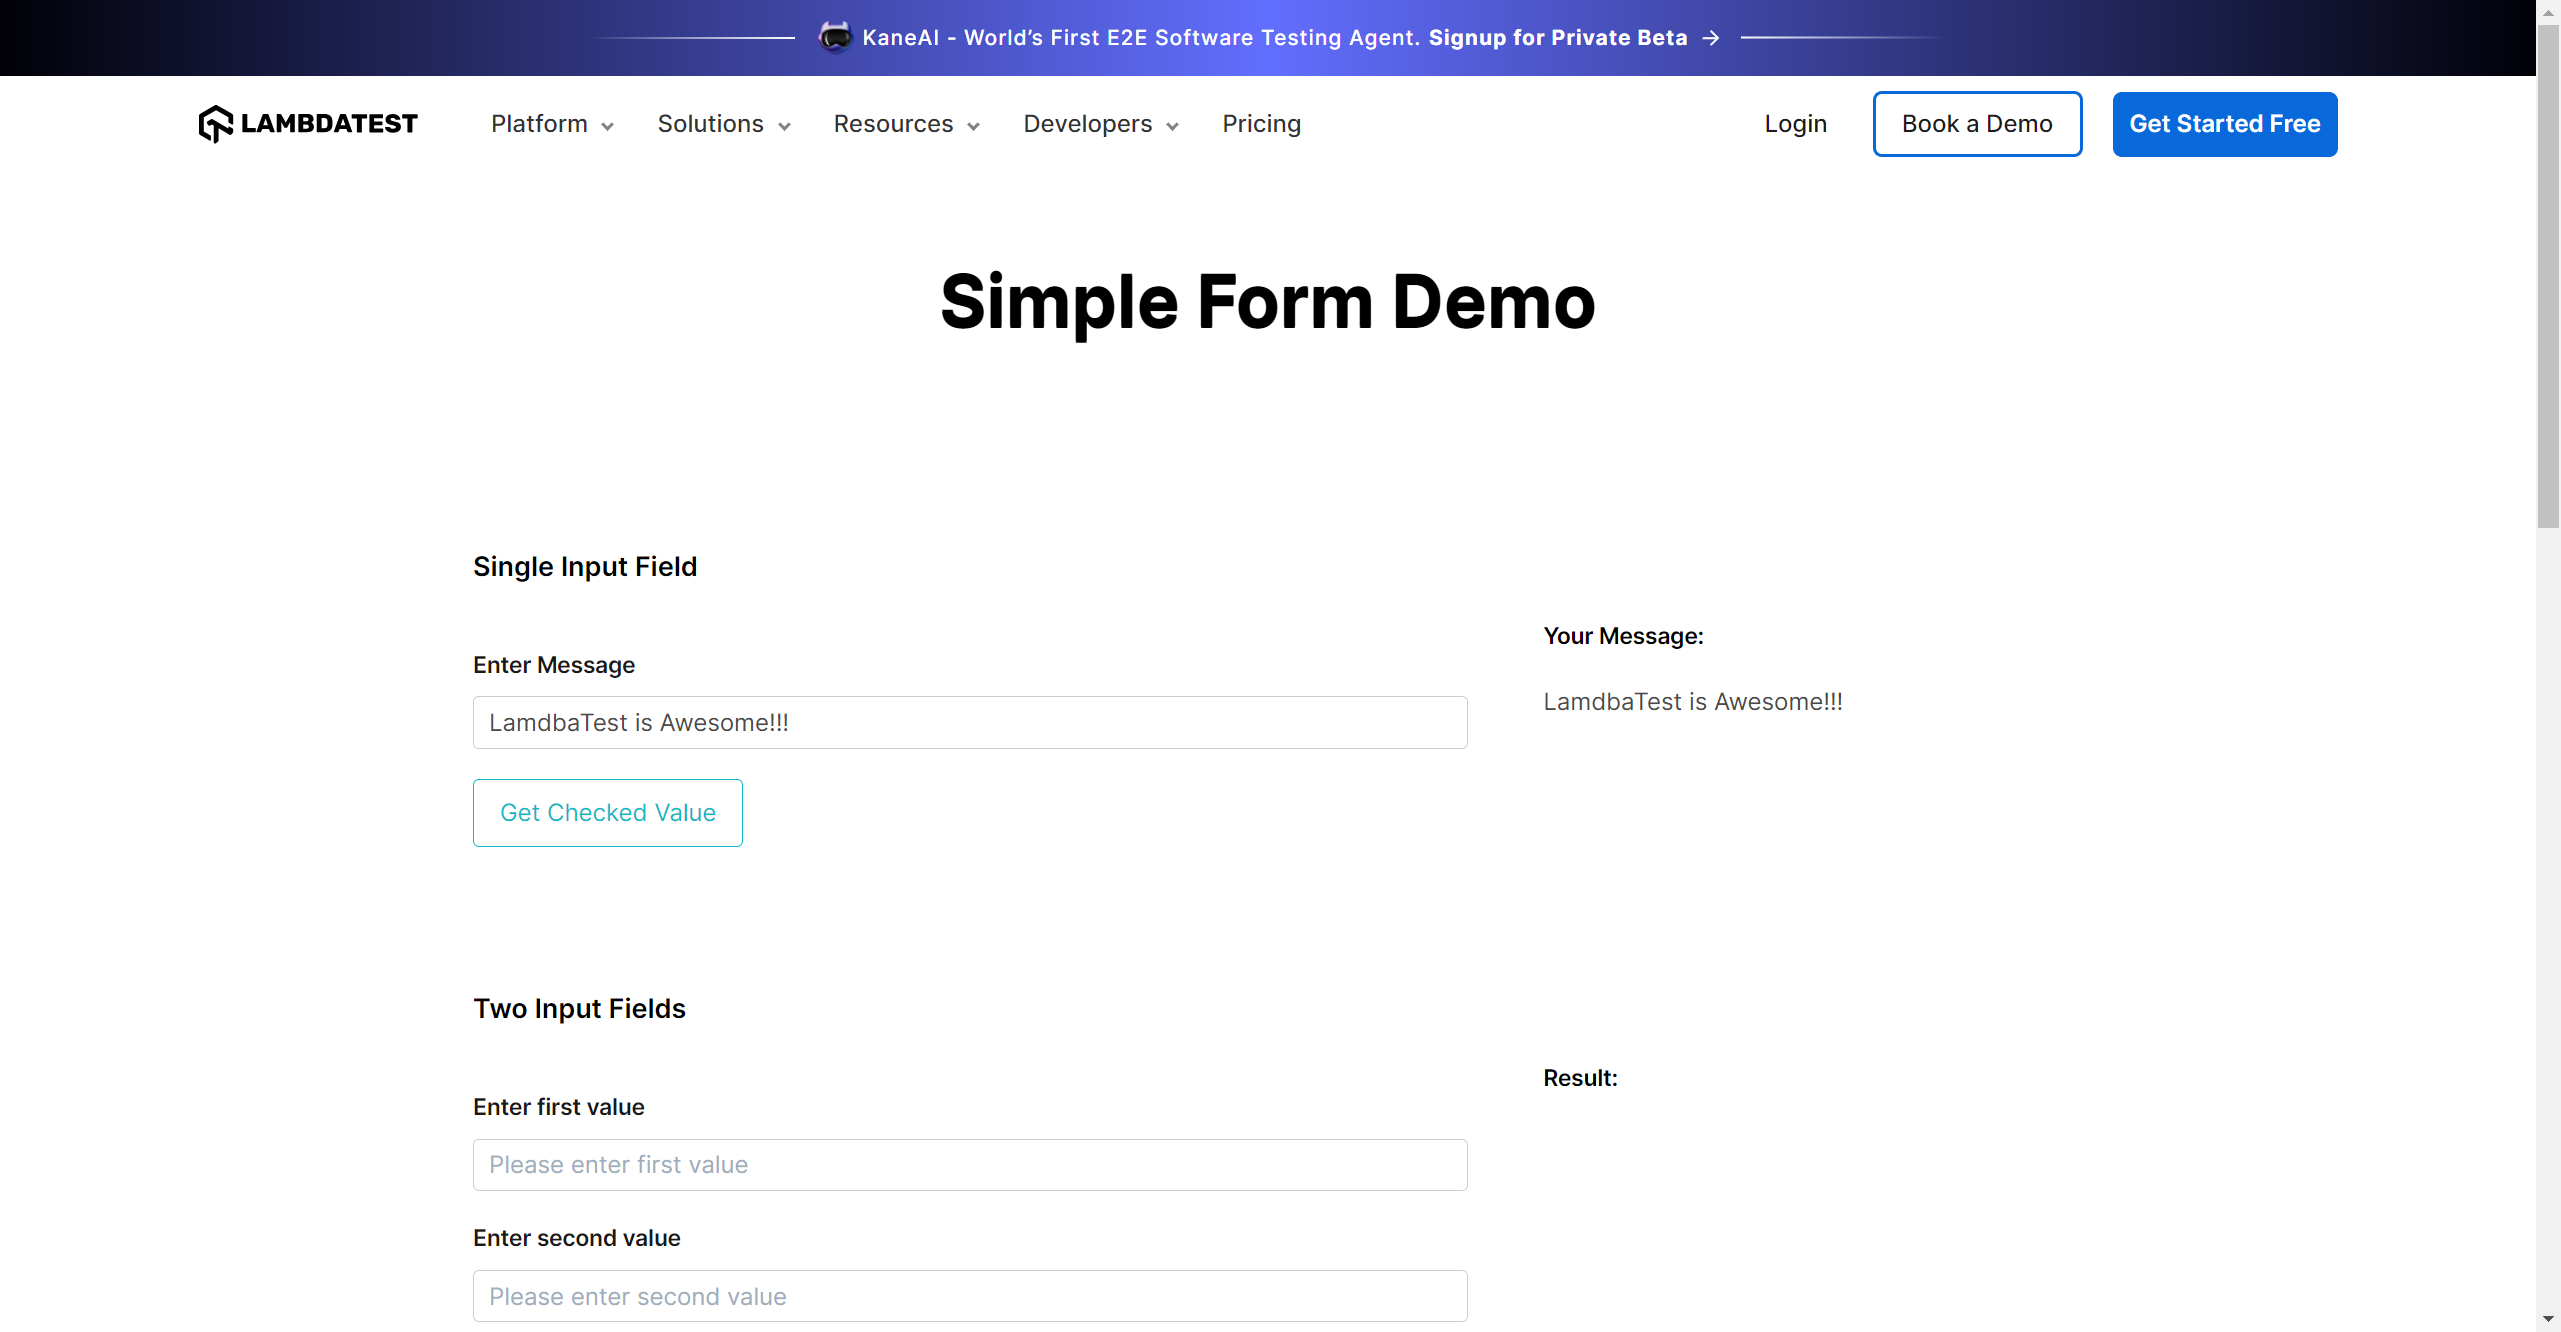 KaneAI - World’s First E2E Software Testing Agent. Signup for Private Beta →
LAMBDATEST Platform Solutions Resources Developers Pricing Login Book a Demo Get Started Free
Simple Form Demo
Single Input Field
Your Message:
Enter Message
LamdbaTest is Awesome!!!
LamdbaTest is Awesome!!!
Get Checked Value
Two Input Fields
Result:
Enter first value
Please enter first value
Enter second value
Please enter second value